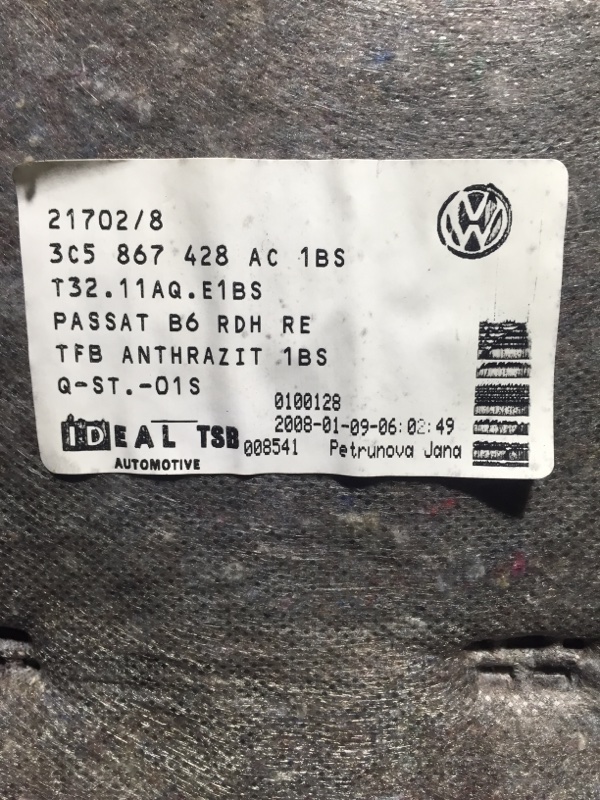 21702/8
3C5 867 428 AC 1BS
T32.11AQ.E1BS
PASSAT B6 RDH RE
TFB ANTHRAZIT 1BS
Q-ST.-01S
0100128
2008-01-09-06:02:49
008541 Petrunova Jana
iDEAL TSB
AUTOMOTIVE
VW